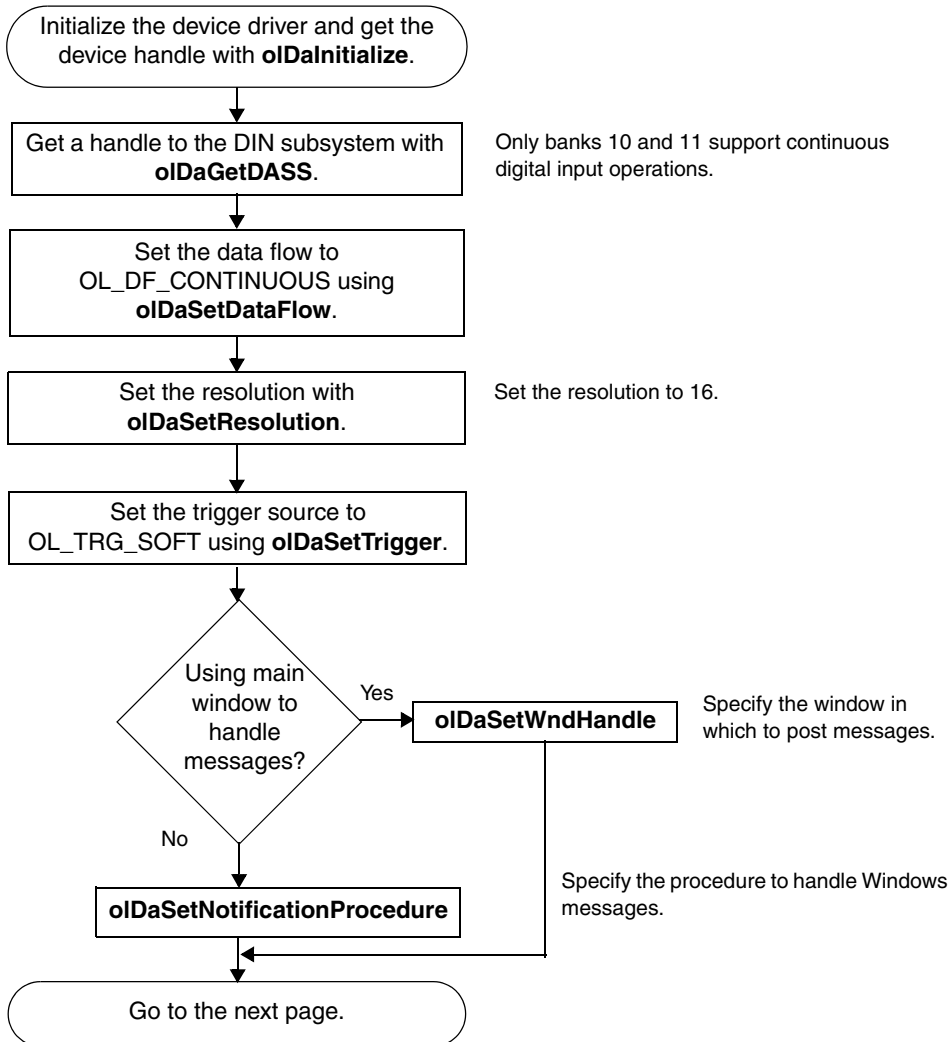 Initialize the device driver and get the
device handle with olDaInitialize.
Get a handle to the DIN subsystem with
olDaGetDASS.
Only banks 10 and 11 support continuous
digital input operations.
Set the data flow to
OL_DF_CONTINUOUS using
olDaSetDataFlow.
Set the resolution with
olDaSetResolution.
Set the resolution to 16.
Set the trigger source to
OL_TRG_SOFT using olDaSetTrigger.
Using main
window to
handle
messages?
Yes
olDaSetWndHandle
Specify the window in
which to post messages.
No
olDaSetNotificationProcedure
Specify the procedure to handle Windows
messages.
Go to the next page.